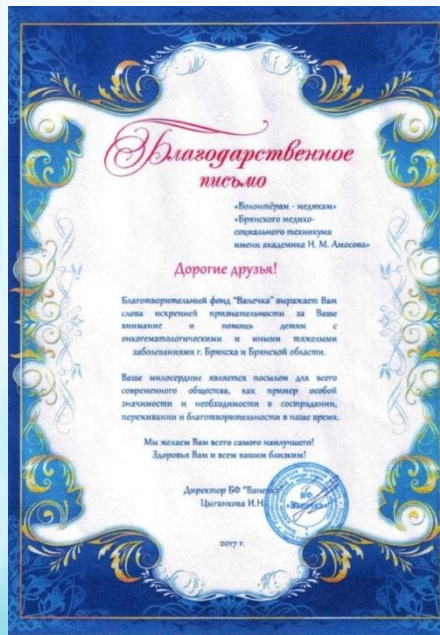 Благодарственное
письмо
«Волонтёрам - медикам»
«Брянского медико-
социального техникума
имени академика Н. М. Амосова»
Дорогие друзья!
Благотворительный фонд "Ванечка" выражает Вам
слова искренней признательности за Ваше
внимание и помощь детям с
онкогематологическими и иными тяжелыми
заболеваниями г. Брянска и Брянской области.
Ваше милосердие является посылом для всего
современного общества, как пример особой
значимости и необходимости в сострадании,
переживании и благотворительности в наше время.
Мы желаем Вам всего самого наилучшего!
Здоровья Вам и всем вашим близким!
Директор БФ "Ванечка"
Цыганкова И.Н.
БФ
«Ванечка»
2017 г.